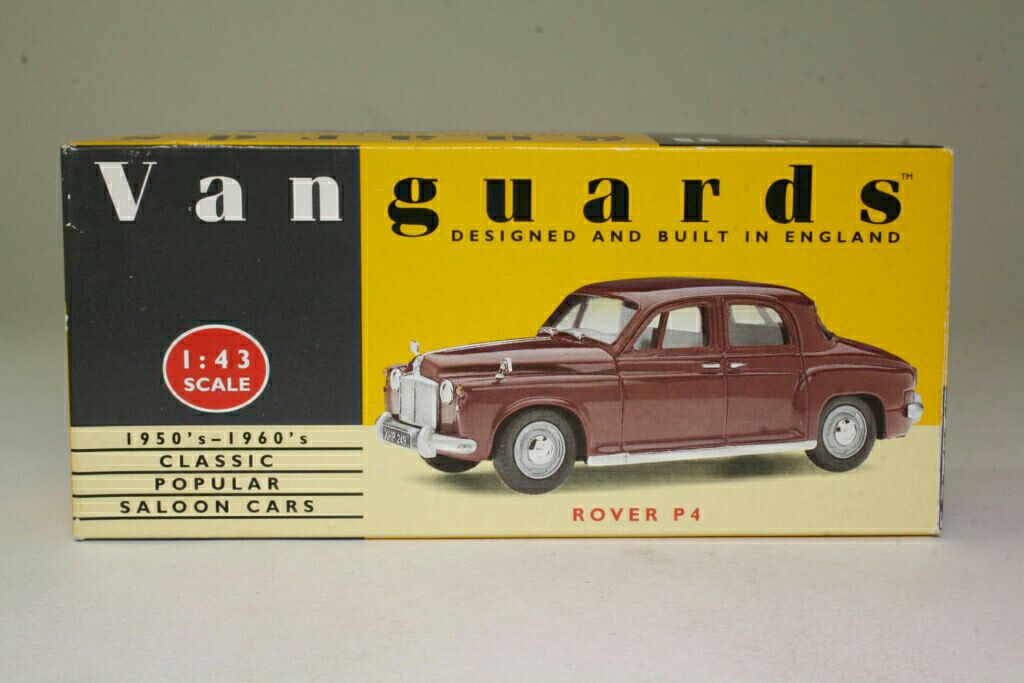 Vanguards™
DESIGNED AND BUILT IN ENGLAND
1:43
SCALE
1950's–1960's
CLASSIC
POPULAR
SALOON CARS
ROVER P4